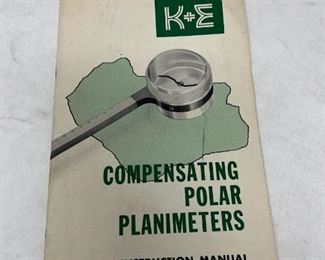 K+E
COMPENSATING
POLAR
PLANIMETERS
INSTRUCTION MANUAL